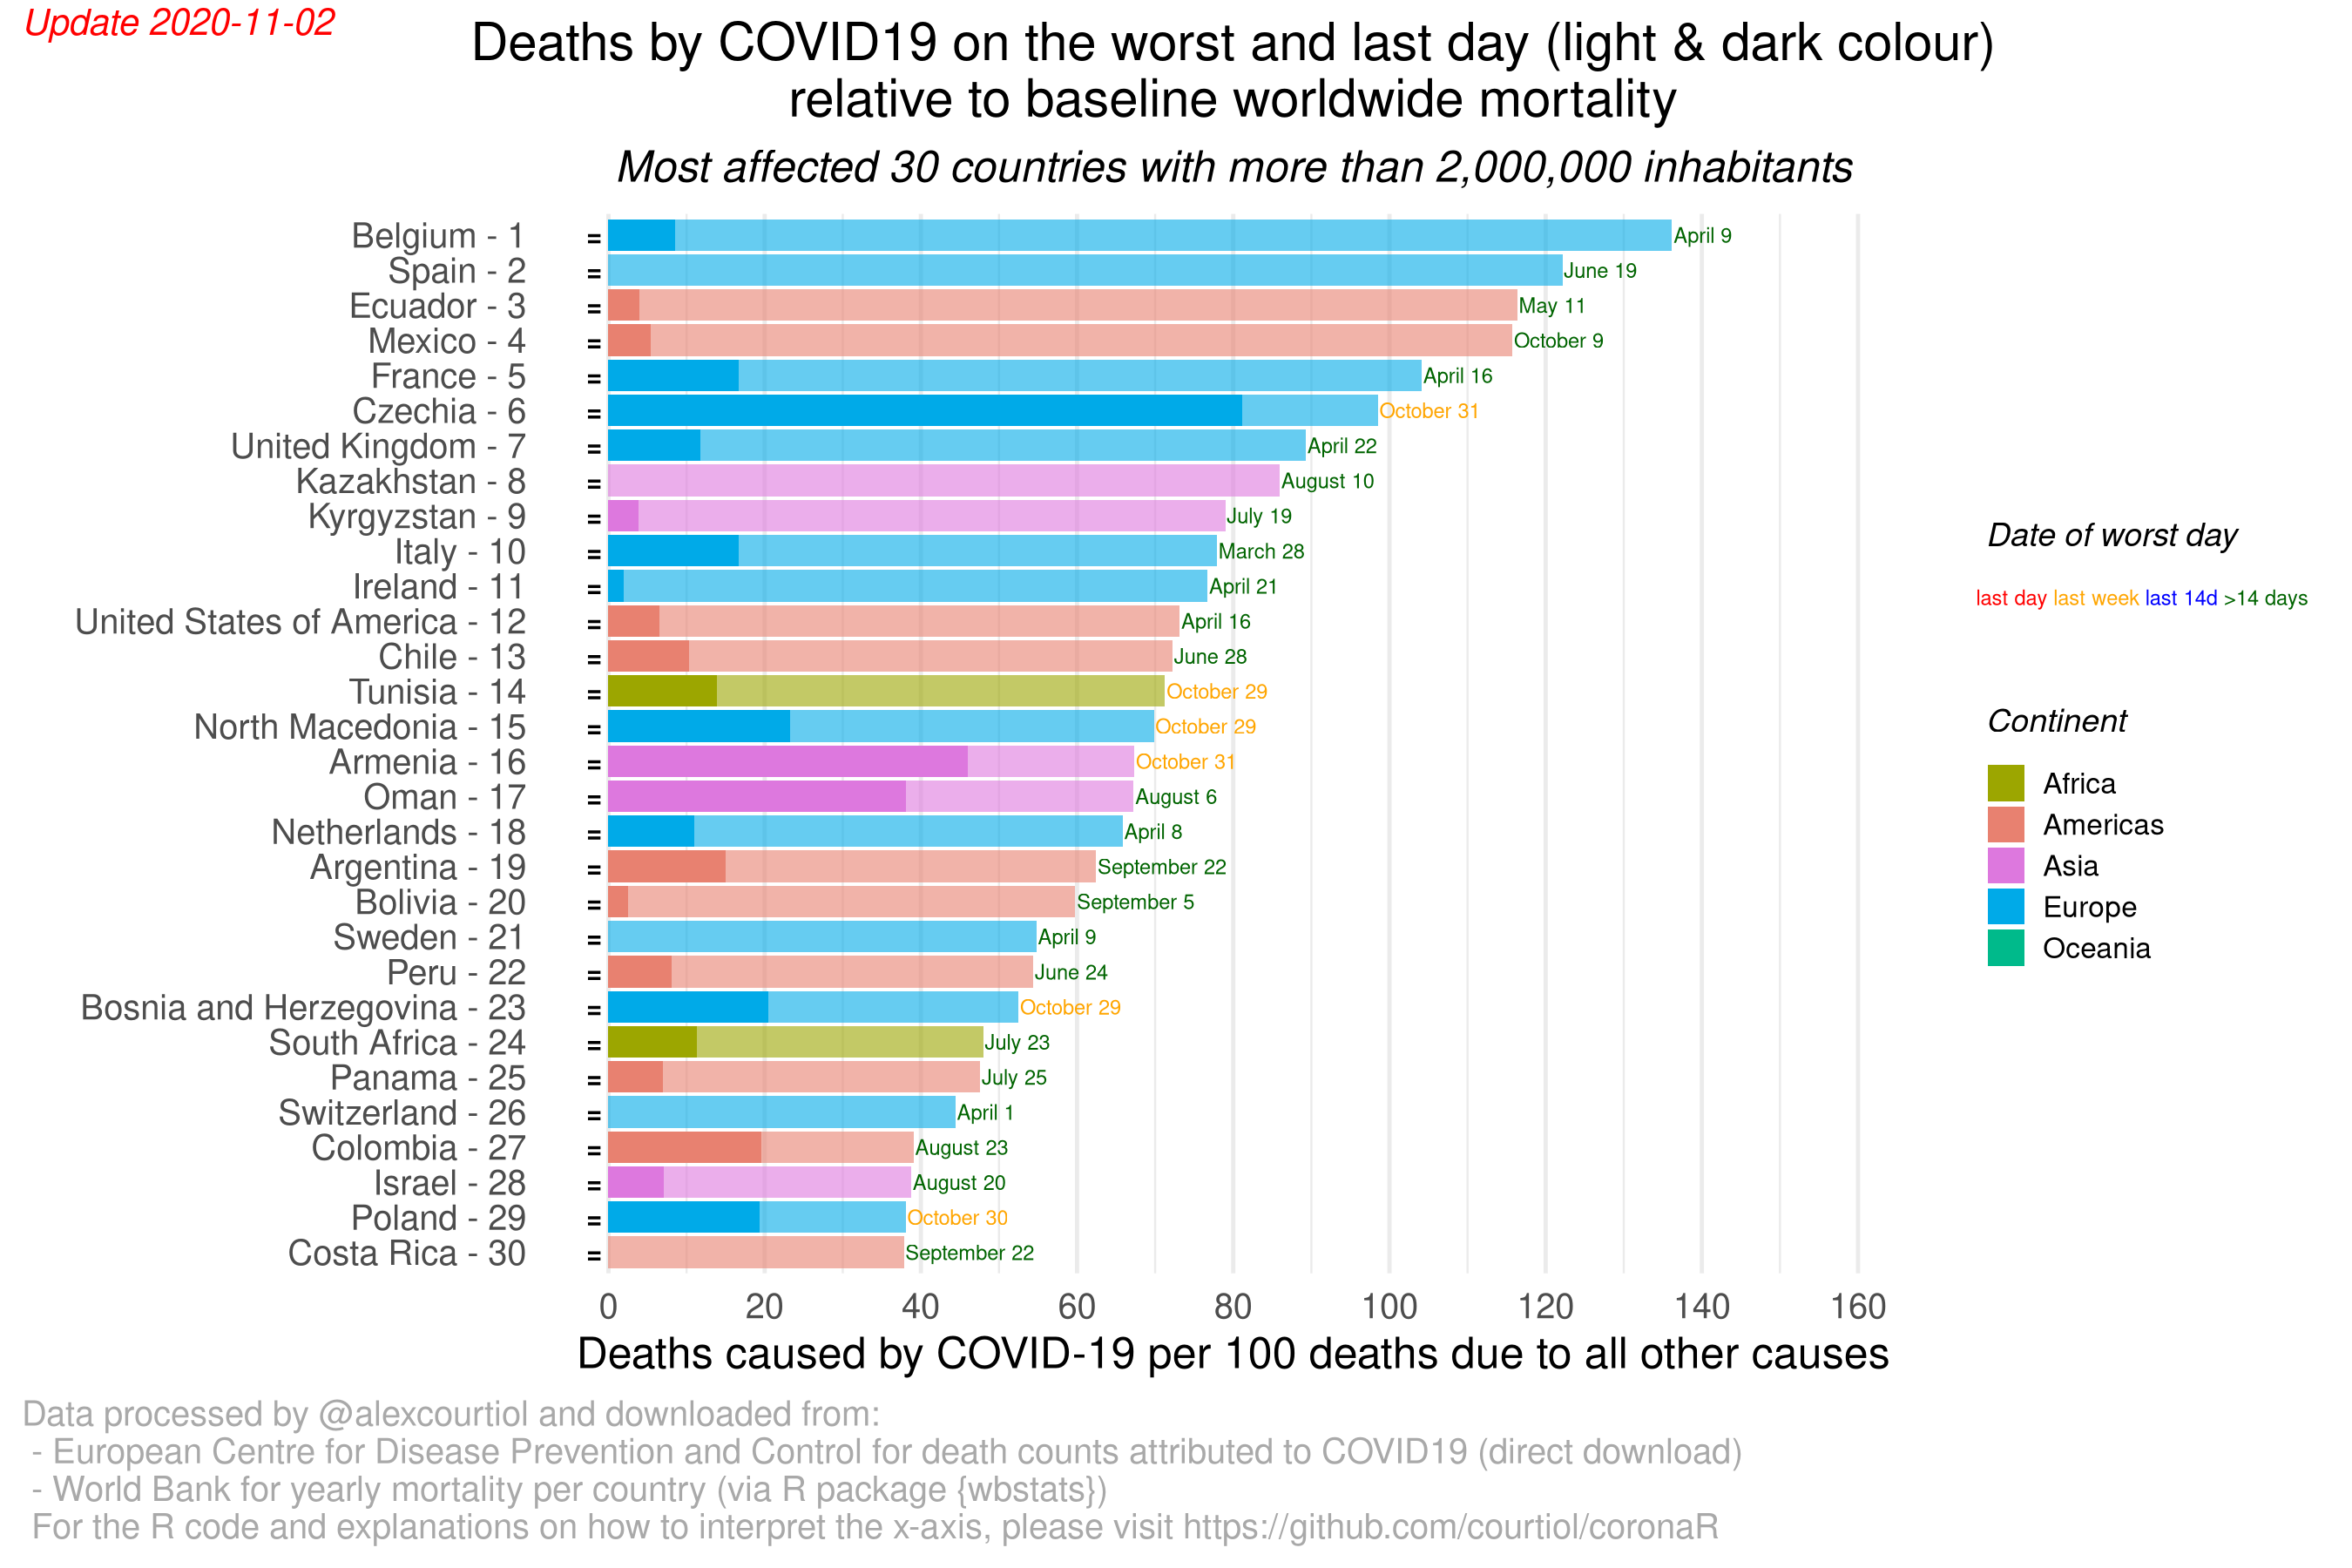 Update 2020-11-02
Deaths by COVID19 on the worst and last day (light & dark colour)
relative to baseline worldwide mortality
Most affected 30 countries with more than 2,000,000 inhabitants
Belgium - 1 = April 9
Spain - 2 = June 19
Ecuador - 3 = May 11
Mexico - 4 = October 9
France - 5 = April 16
Czechia - 6 = October 31
United Kingdom - 7 = April 22
Kazakhstan - 8 = August 10
Kyrgyzstan - 9 = July 19
Italy - 10 = March 28
Ireland - 11 = April 21
United States of America - 12 = April 16
Chile - 13 = June 28
Tunisia - 14 = October 29
North Macedonia - 15 = October 29
Armenia - 16 = October 31
Oman - 17 = August 6
Netherlands - 18 = April 8
Argentina - 19 = September 22
Bolivia - 20 = September 5
Sweden - 21 = April 9
Peru - 22 = June 24
Bosnia and Herzegovina - 23 = October 29
South Africa - 24 = July 23
Panama - 25 = July 25
Switzerland - 26 = April 1
Colombia - 27 = August 23
Israel - 28 = August 20
Poland - 29 = October 30
Costa Rica - 30 = September 22
0 20 40 60 80 100 120 140 160
Deaths caused by COVID-19 per 100 deaths due to all other causes
Date of worst day
last day last week last 14d >14 days
Continent
Africa
Americas
Asia
Europe
Oceania
Data processed by @alexcourtiol and downloaded from:
- European Centre for Disease Prevention and Control for death counts attributed to COVID19 (direct download)
- World Bank for yearly mortality per country (via R package {wbstats})
For the R code and explanations on how to interpret the x-axis, please visit https://github.com/courtiol/coronaR